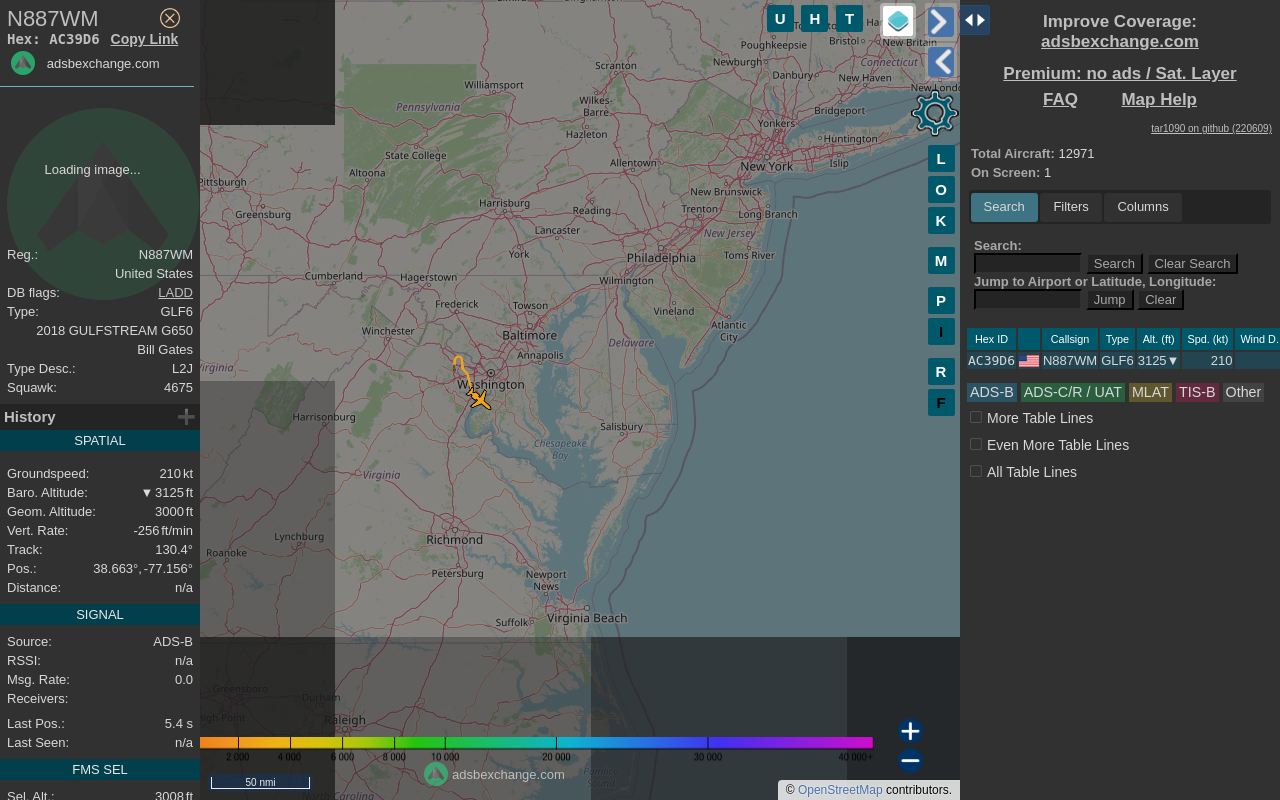 N887WM
Hex: AC39D6 Copy Link
adsbexchange.com
Loading image...
Reg.: N887WM
United States
DB flags: LADD
Type: GLF6
2018 GULFSTREAM G650
Bill Gates
Type Desc.: L2J
Squawk: 4675
History
SPATIAL
Groundspeed: 210 kt
Baro. Altitude: ▼ 3125 ft
Geom. Altitude: 3000 ft
Vert. Rate: -256 ft/min
Track: 130.4°
Pos.: 38.663°, -77.156°
Distance: n/a
SIGNAL
Source: ADS-B
RSSI: n/a
Msg. Rate: 0.0
Receivers:
Last Pos.: 5.4 s
Last Seen: n/a
FMS SEL
Sel. Alt.: 3008 ft
U H T
L
O
K
M
P
I
R
F
Poughkeepsie
Bristol
New Britain
Scranton
Newburgh
Connecticut
Danbury
New Haven
Williamsport
New London
Pennsylvania
Wilkes-
Barre
Bridgeport
Yonkers
Hazleton
Huntington
State College
Allentown
New York
Islip
Altoona
Pittsburgh
New Brunswick
Harrisburg
Reading
Trenton
Long Branch
Greensburg
Lancaster
New Jersey
York
Philadelphia
Toms River
Cumberland
Hagerstown
Wilmington
Frederick
Towson
Vineland
Winchester
Baltimore
Atlantic
City
Annapolis
Delaware
Virginia
Washington
Harrisonburg
Salisbury
Chesapeake
Bay
Virginia
Lynchburg
Richmond
Roanoke
Petersburg
Newport
News
Suffolk
Virginia Beach
Greensboro
Durham
High Point
Raleigh
North Carolina
2 000 4 000 6 000 8 000 10 000 20 000 30 000 40 000+
50 nmi
adsbexchange.com
© OpenStreetMap contributors.
Improve Coverage:
adsbexchange.com
Premium: no ads / Sat. Layer
FAQ Map Help
tar1090 on github (220609)
Total Aircraft: 12971
On Screen: 1
Search Filters Columns
Search:
Search Clear Search
Jump to Airport or Latitude, Longitude:
Jump Clear
Hex ID Callsign Type Alt. (ft) Spd. (kt) Wind D.
AC39D6 N887WM GLF6 3125▼ 210
ADS-B ADS-C/R / UAT MLAT TIS-B Other
More Table Lines
Even More Table Lines
All Table Lines